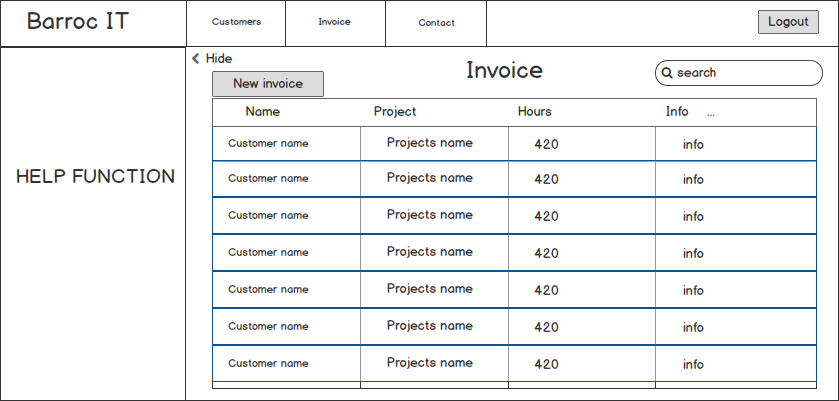 Barroc IT
Customers
Invoice
Contact
Logout
Hide
New invoice
Invoice
search
HELP FUNCTION
Name Project Hours Info ...
Customer name Projects name 420 info
Customer name Projects name 420 info
Customer name Projects name 420 info
Customer name Projects name 420 info
Customer name Projects name 420 info
Customer name Projects name 420 info
Customer name Projects name 420 info